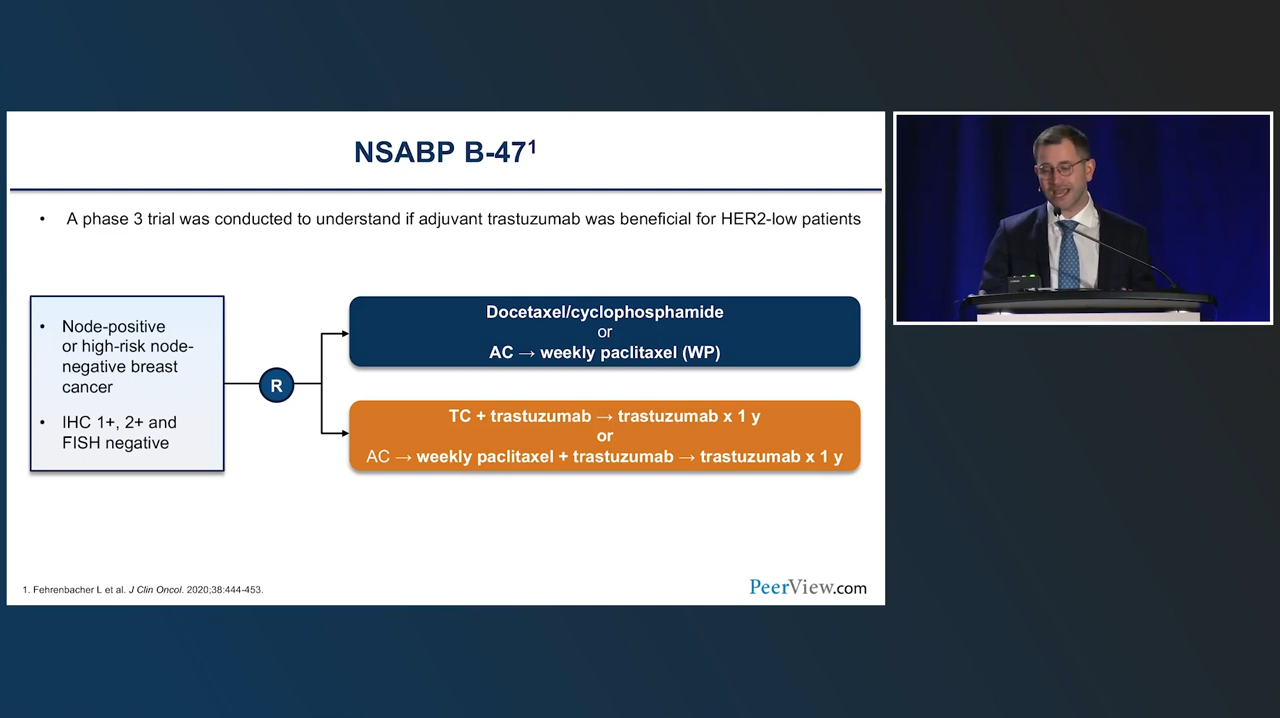 NSABP B-47¹
• A phase 3 trial was conducted to understand if adjuvant trastuzumab was beneficial for HER2-low patients
• Node-positive
or high-risk node-
negative breast
cancer
• IHC 1+, 2+ and
FISH negative
R
Docetaxel/cyclophosphamide
or
AC → weekly paclitaxel (WP)
TC + trastuzumab → trastuzumab x 1 y
or
AC → weekly paclitaxel + trastuzumab → trastuzumab x 1 y
1. Fehrenbacher L et al. J Clin Oncol. 2020;38:444-453.
PeerView.com